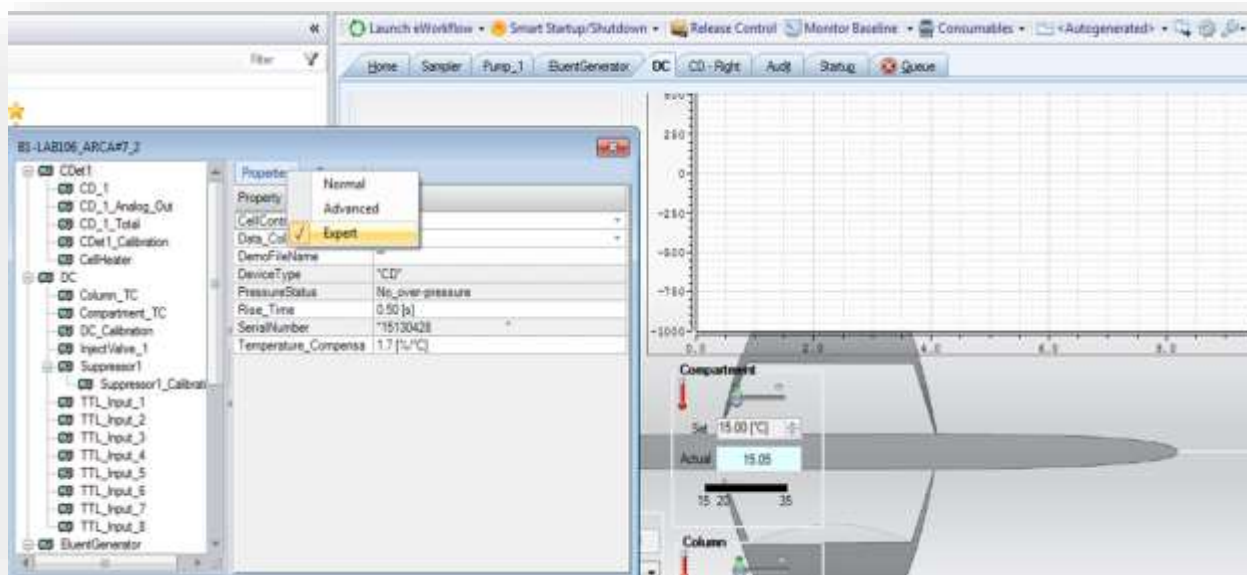 «
Launch eWorkflow
Smart Startup/Shutdown
Release Control
Monitor Baseline
Consumables
<Autogenerated>
Filter
Home
Sampler
Pump_1
EluentGenerator
DC
CD - Right
Audit
Startup
Queue
B1-LAB106_ARCA#7_2
CDet1
CD_1
CD_1_Analog_Out
CD_1_Total
CDet1_Calibration
CellHeater
DC
Column_TC
Compartment_TC
DC_Calibration
InjectValve_1
Suppressor1
Suppressor1_Calibrati
TTL_Input_1
TTL_Input_2
TTL_Input_3
TTL_Input_4
TTL_Input_5
TTL_Input_6
TTL_Input_7
TTL_Input_8
EluentGenerator
Properties
Normal
Advanced
Expert
Property
CellContr
Data_Col
DemoFileName ""
DeviceType "CD"
PressureStatus No_over-pressure
Rise_Time 0.50 [s]
SerialNumber "15130428 "
Temperature_Compensa 1.7 [%/°C]
500
250
0
-250
-500
-750
-1000
0.0 2.0 4.0 6.0 8.0
Compartment
Set 15.00 [°C]
Actual 15.05
15 20 35
Column